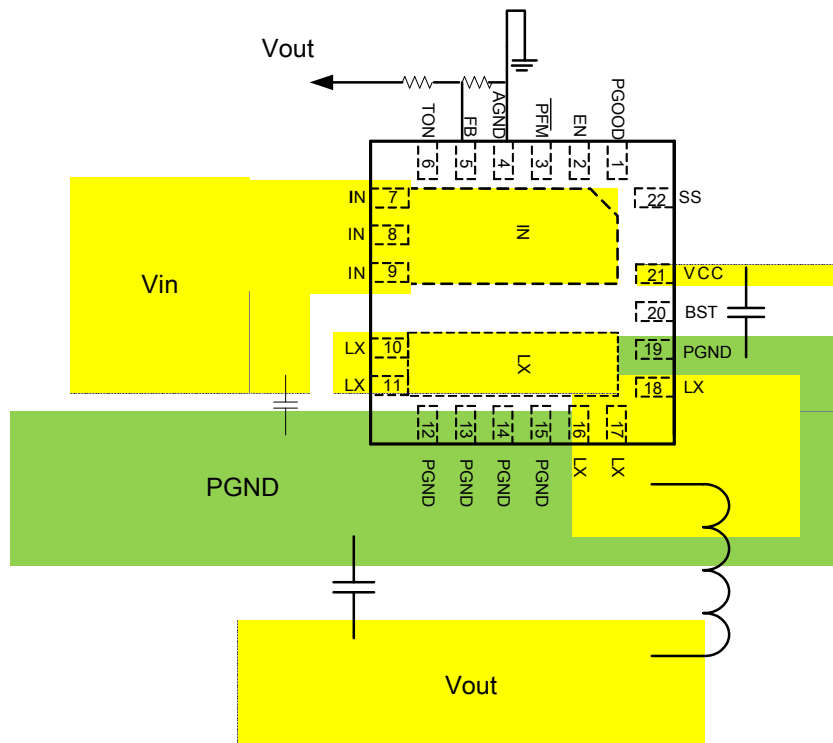 Vout
TON
FB
AGND
PFM
EN
PGOOD
6
5
4
3
2
1
IN 7
IN 8
IN 9
IN
22 SS
21 VCC
20 BST
19 PGND
18 LX
Vin
LX 10
LX 11
LX
12
13
14
15
16
17
PGND
PGND
PGND
PGND
LX
LX
PGND
Vout